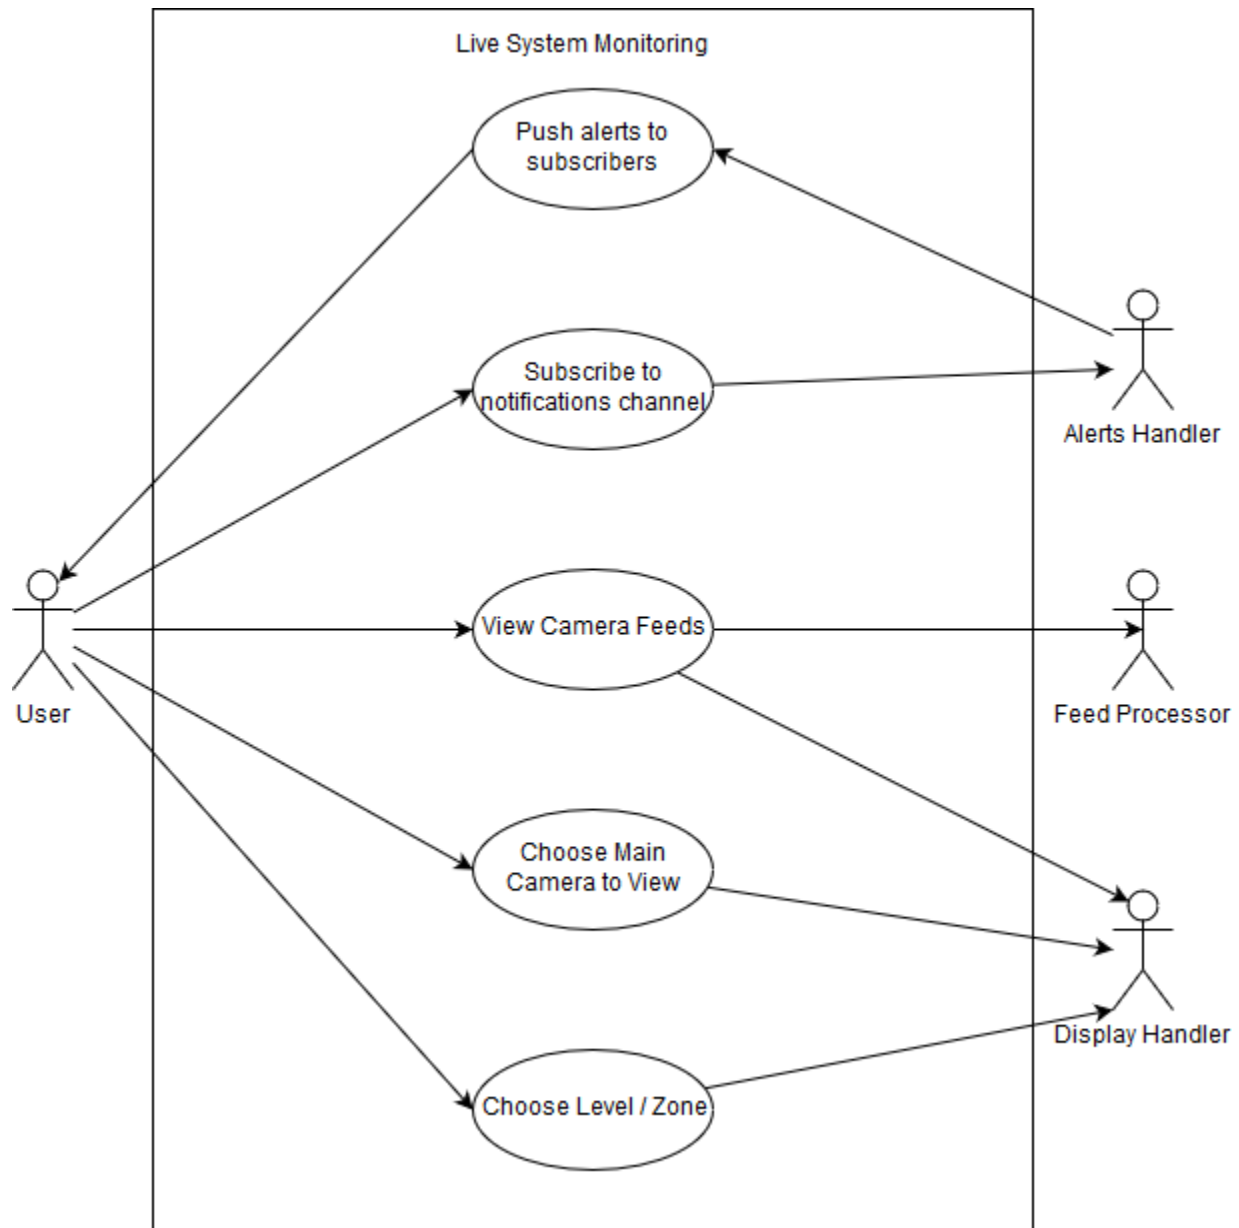 Live System Monitoring
Push alerts to
subscribers
Subscribe to
notifications channel
Alerts Handler
View Camera Feeds
User
Feed Processor
Choose Main
Camera to View
Display Handler
Choose Level / Zone